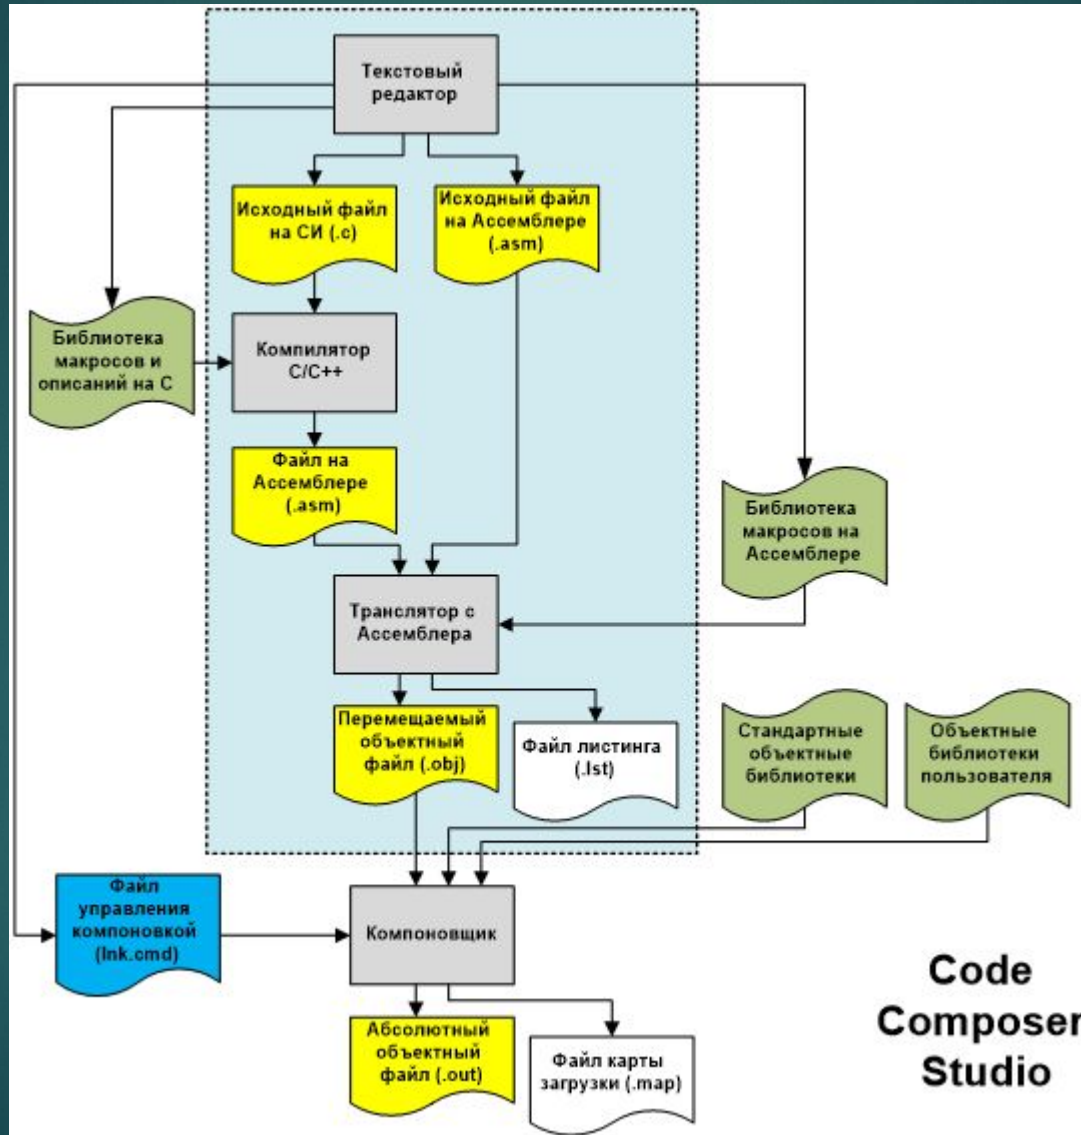 Текстовый
редактор
Исходный файл
на СИ (.c)
Исходный файл
на Ассемблере
(.asm)
Библиотека
макросов и
описаний на С
Компилятор
С/С++
Файл на
Ассемблере
(.asm)
Библиотека
макросов на
Ассемблере
Транслятор с
Ассемблера
Перемещаемый
объектный
файл (.obj)
Файл листинга
(.lst)
Стандартные
объектные
библиотеки
Объектные
библиотеки
пользователя
Файл
управления
компоновкой
(lnk.cmd)
Компоновщик
Абсолютный
объектный
файл (.out)
Файл карты
загрузки (.map)
Code
Composer
Studio